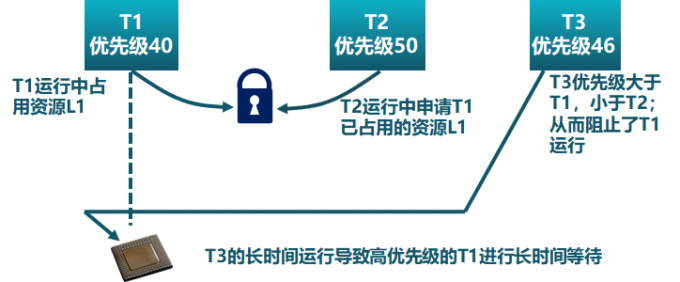 T1
优先级40
T2
优先级50
T3
优先级46
T1运行中占
用资源L1
T2运行中申请T1
已占用的资源L1
T3优先级大于
T1，小于T2；
从而阻止了T1
运行
T3的长时间运行导致高优先级的T1进行长时间等待